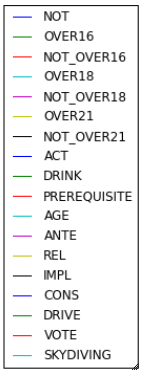 NOT
OVER16
NOT_OVER16
OVER18
NOT_OVER18
OVER21
NOT_OVER21
ACT
DRINK
PREREQUISITE
AGE
ANTE
REL
IMPL
CONS
DRIVE
VOTE
SKYDIVING